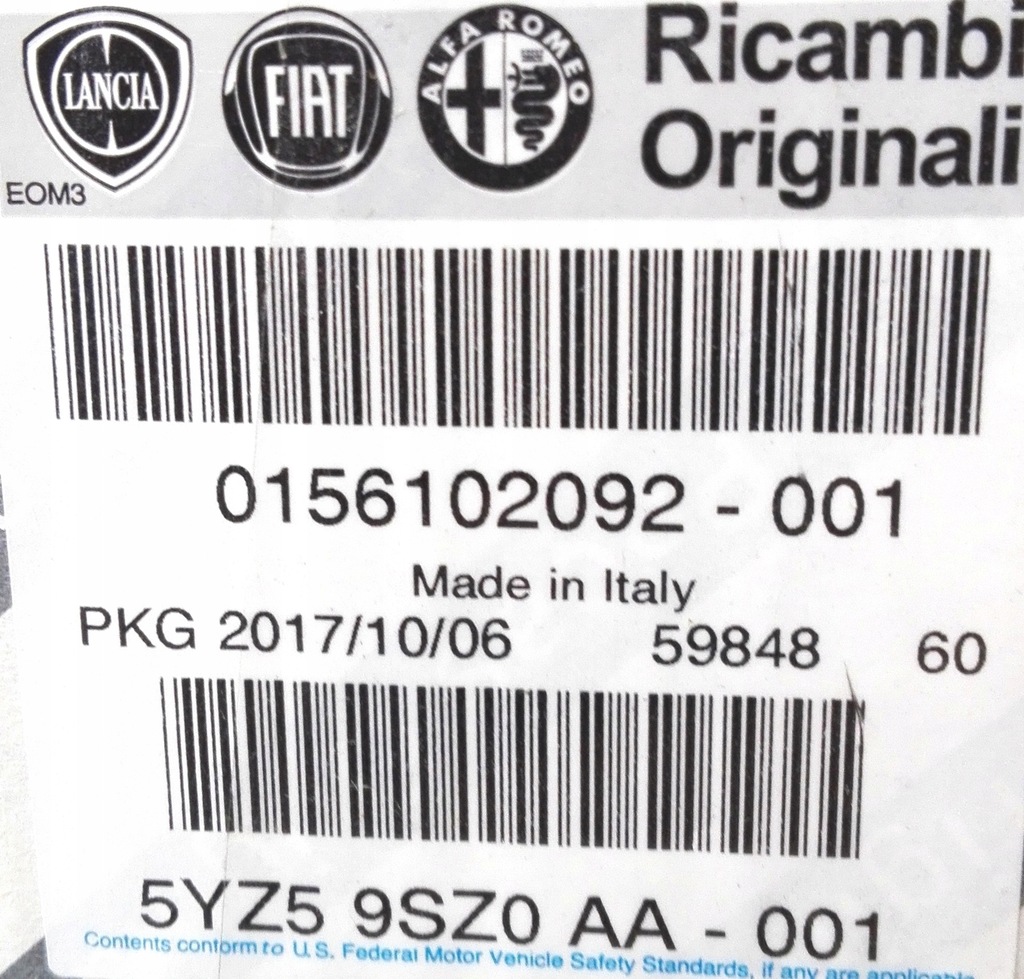 LANCIA FIAT ALFA ROMEO Ricambi
Originali
EOM3
0156102092 - 001
Made in Italy
PKG 2017/10/06 59848 60
5YZ5 9SZ0 AA - 001
Contents conform to U.S. Federal Motor Vehicle Safety Standards, if any are applicable